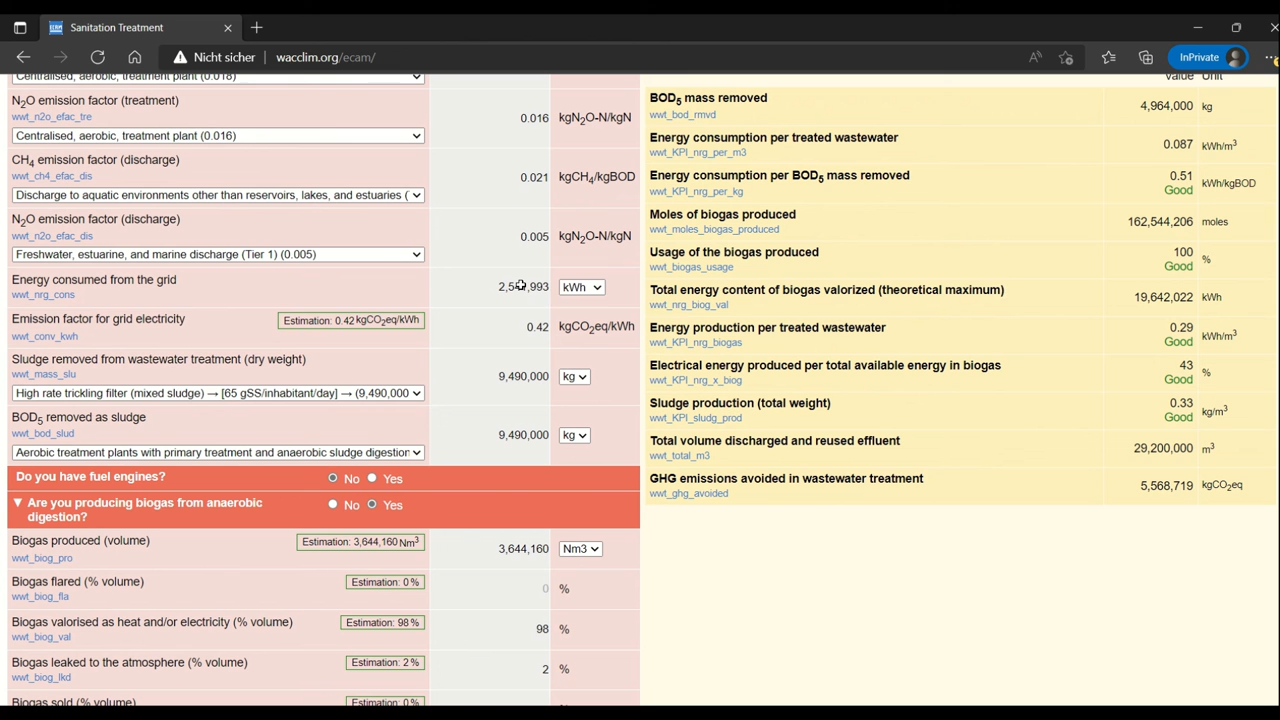 Sanitation Treatment
Nicht sicher | wacclim.org/ecam/
InPrivate
Centralised, aerobic, treatment plant (0.018)
N2O emission factor (treatment)
wwt_n2o_efac_tre
0.016 kgN2O-N/kgN
Centralised, aerobic, treatment plant (0.016)
CH4 emission factor (discharge)
wwt_ch4_efac_dis
0.021 kgCH4/kgBOD
Discharge to aquatic environments other than reservoirs, lakes, and estuaries (
N2O emission factor (discharge)
wwt_n2o_efac_dis
0.005 kgN2O-N/kgN
Freshwater, estuarine, and marine discharge (Tier 1) (0.005)
Energy consumed from the grid
wwt_nrg_cons
kWh
Emission factor for grid electricity
Estimation: 0.42 kgCO2eq/kWh
wwt_conv_kwh
0.42 kgCO2eq/kWh
Sludge removed from wastewater treatment (dry weight)
wwt_mass_slu
9,490,000 kg
High rate trickling filter (mixed sludge) → [65 gSS/inhabitant/day] → (9,490,000
BOD5 removed as sludge
wwt_bod_slud
9,490,000 kg
Aerobic treatment plants with primary treatment and anaerobic sludge digestion
Do you have fuel engines? No Yes
▼ Are you producing biogas from anaerobic
digestion? No Yes
Biogas produced (volume)
Estimation: 3,644,160 Nm3
wwt_biog_pro
3,644,160 Nm3
Biogas flared (% volume)
Estimation: 0 %
wwt_biog_fla
0 %
Biogas valorised as heat and/or electricity (% volume)
Estimation: 98 %
wwt_biog_val
98 %
Biogas leaked to the atmosphere (% volume)
Estimation: 2 %
wwt_biog_lkd
2 %
Biogas sold (% volume)
Estimation: 0 %
Value Unit
BOD5 mass removed
wwt_bod_rmvd
4,964,000 kg
Energy consumption per treated wastewater
wwt_KPI_nrg_per_m3
0.087 kWh/m3
Energy consumption per BOD5 mass removed
wwt_KPI_nrg_per_kg
0.51 kWh/kgBOD
Good
Moles of biogas produced
wwt_moles_biogas_produced
162,544,206 moles
Usage of the biogas produced
wwt_biogas_usage
100 %
Good
Total energy content of biogas valorized (theoretical maximum)
wwt_nrg_biog_val
19,642,022 kWh
Energy production per treated wastewater
wwt_KPI_nrg_biogas
0.29 kWh/m3
Good
Electrical energy produced per total available energy in biogas
wwt_KPI_nrg_x_biog
43 %
Good
Sludge production (total weight)
wwt_KPI_sludg_prod
0.33 kg/m3
Good
Total volume discharged and reused effluent
wwt_total_m3
29,200,000 m3
GHG emissions avoided in wastewater treatment
wwt_ghg_avoided
5,568,719 kgCO2eq